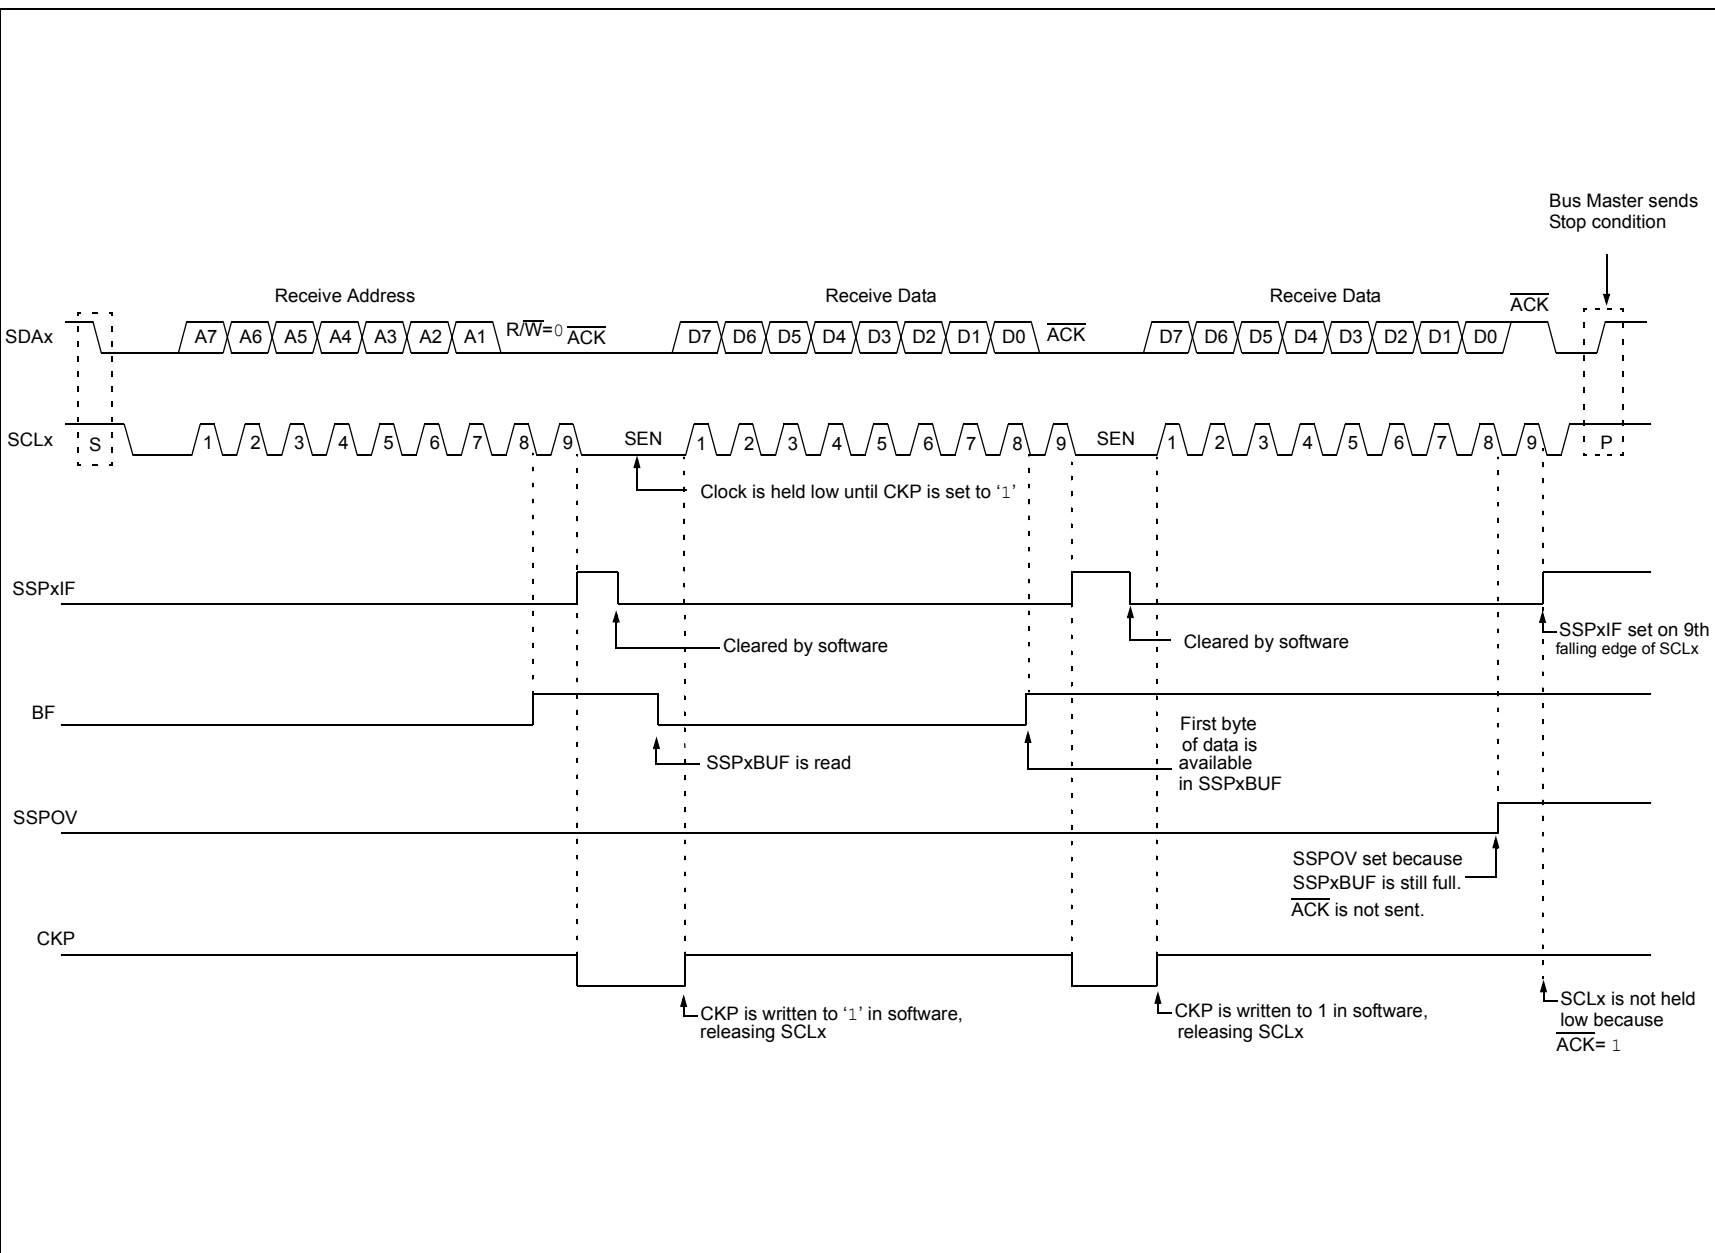 Bus Master sends
Stop condition
Receive Address
Receive Data
Receive Data
ACK
SDAx
A7 A6 A5 A4 A3 A2 A1 R/W=0 ACK
D7 D6 D5 D4 D3 D2 D1 D0 ACK
D7 D6 D5 D4 D3 D2 D1 D0
SCLx
S
1 2 3 4 5 6 7 8 9 SEN
1 2 3 4 5 6 7 8 9 SEN
1 2 3 4 5 6 7 8 9
P
Clock is held low until CKP is set to ‘1’
SSPxIF
Cleared by software
Cleared by software
SSPxIF set on 9th
falling edge of SCLx
BF
SSPxBUF is read
First byte
of data is
available
in SSPxBUF
SSPOV
SSPOV set because
SSPxBUF is still full.
ACK is not sent.
CKP
CKP is written to ‘1’ in software,
releasing SCLx
CKP is written to 1 in software,
releasing SCLx
SCLx is not held
low because
ACK= 1